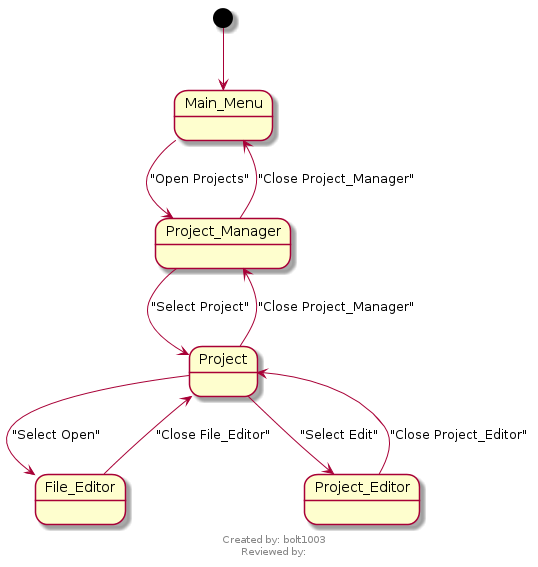 Main_Menu
"Open Projects"
"Close Project_Manager"
Project_Manager
"Select Project"
"Close Project_Manager"
Project
"Select Open"
"Close File_Editor"
"Select Edit"
"Close Project_Editor"
File_Editor
Project_Editor
Created by: bolt1003
Reviewed by: